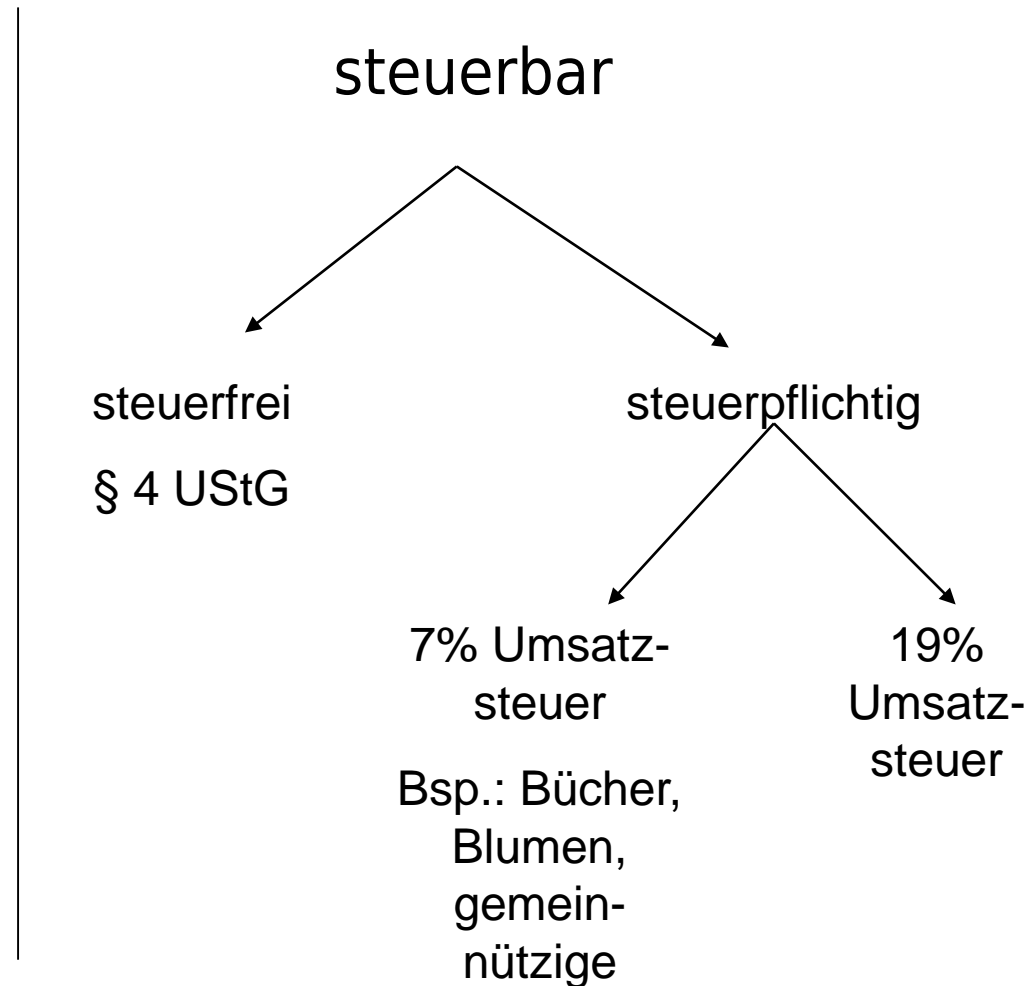 steuerbar
steuerfrei
steuerpflichtig
§ 4 UStG
7% Umsatz-
steuer
19%
Umsatz-
steuer
Bsp.: Bücher,
Blumen,
gemein-
nützige